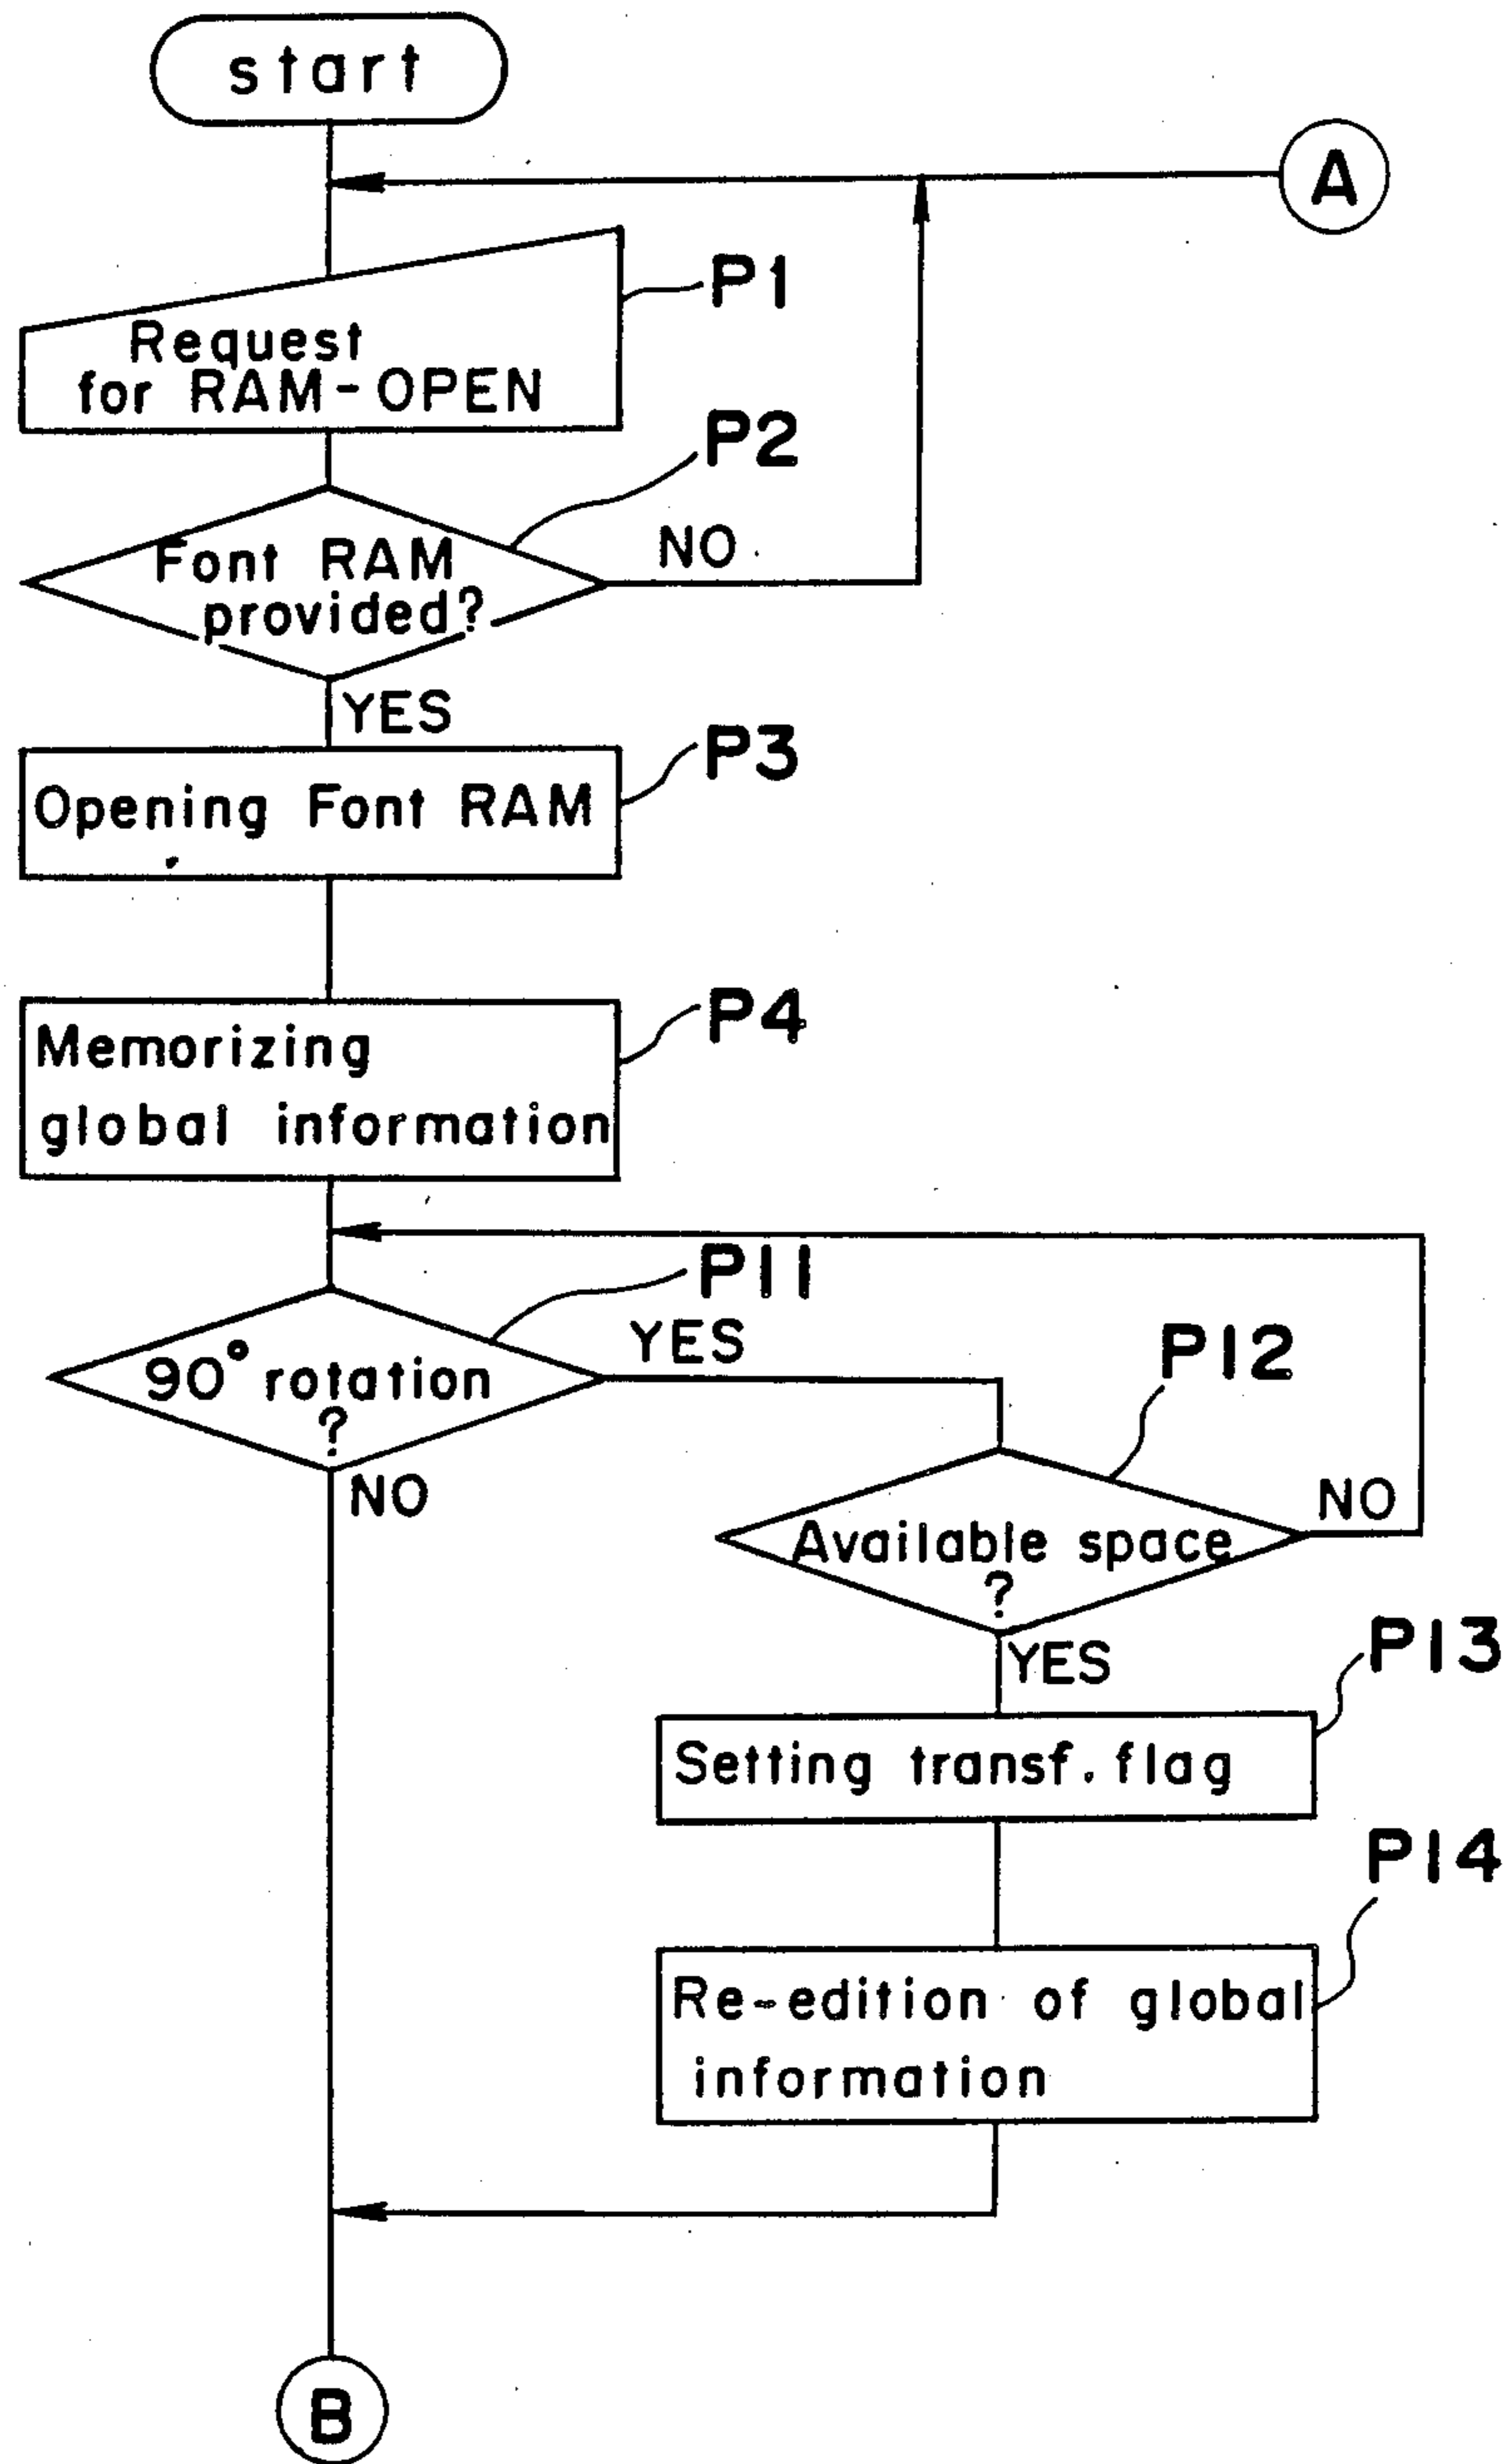 start
A
P1
Request
for RAM-OPEN
P2
NO
Font RAM
provided?
YES
P3
Opening Font RAM
P4
Memorizing
global information
P11
YES
90° rotation
?
NO
P12
NO
Available space
?
YES
P13
Setting transf. flag
P14
Re-edition of global
information
B